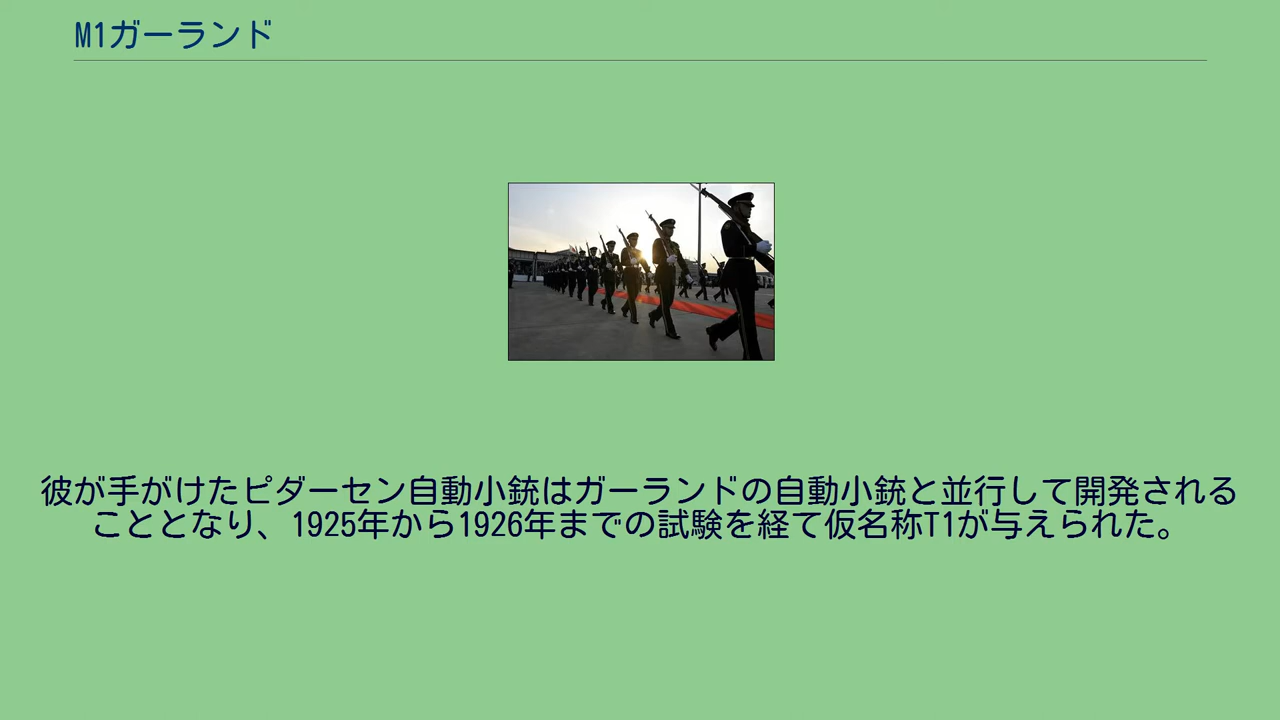 M1ガーランド
彼が手がけたピダーセン自動小銃はガーランドの自動小銃と並行して開発される
こととなり、1925年から1926年までの試験を経て仮名称T1が与えられた。